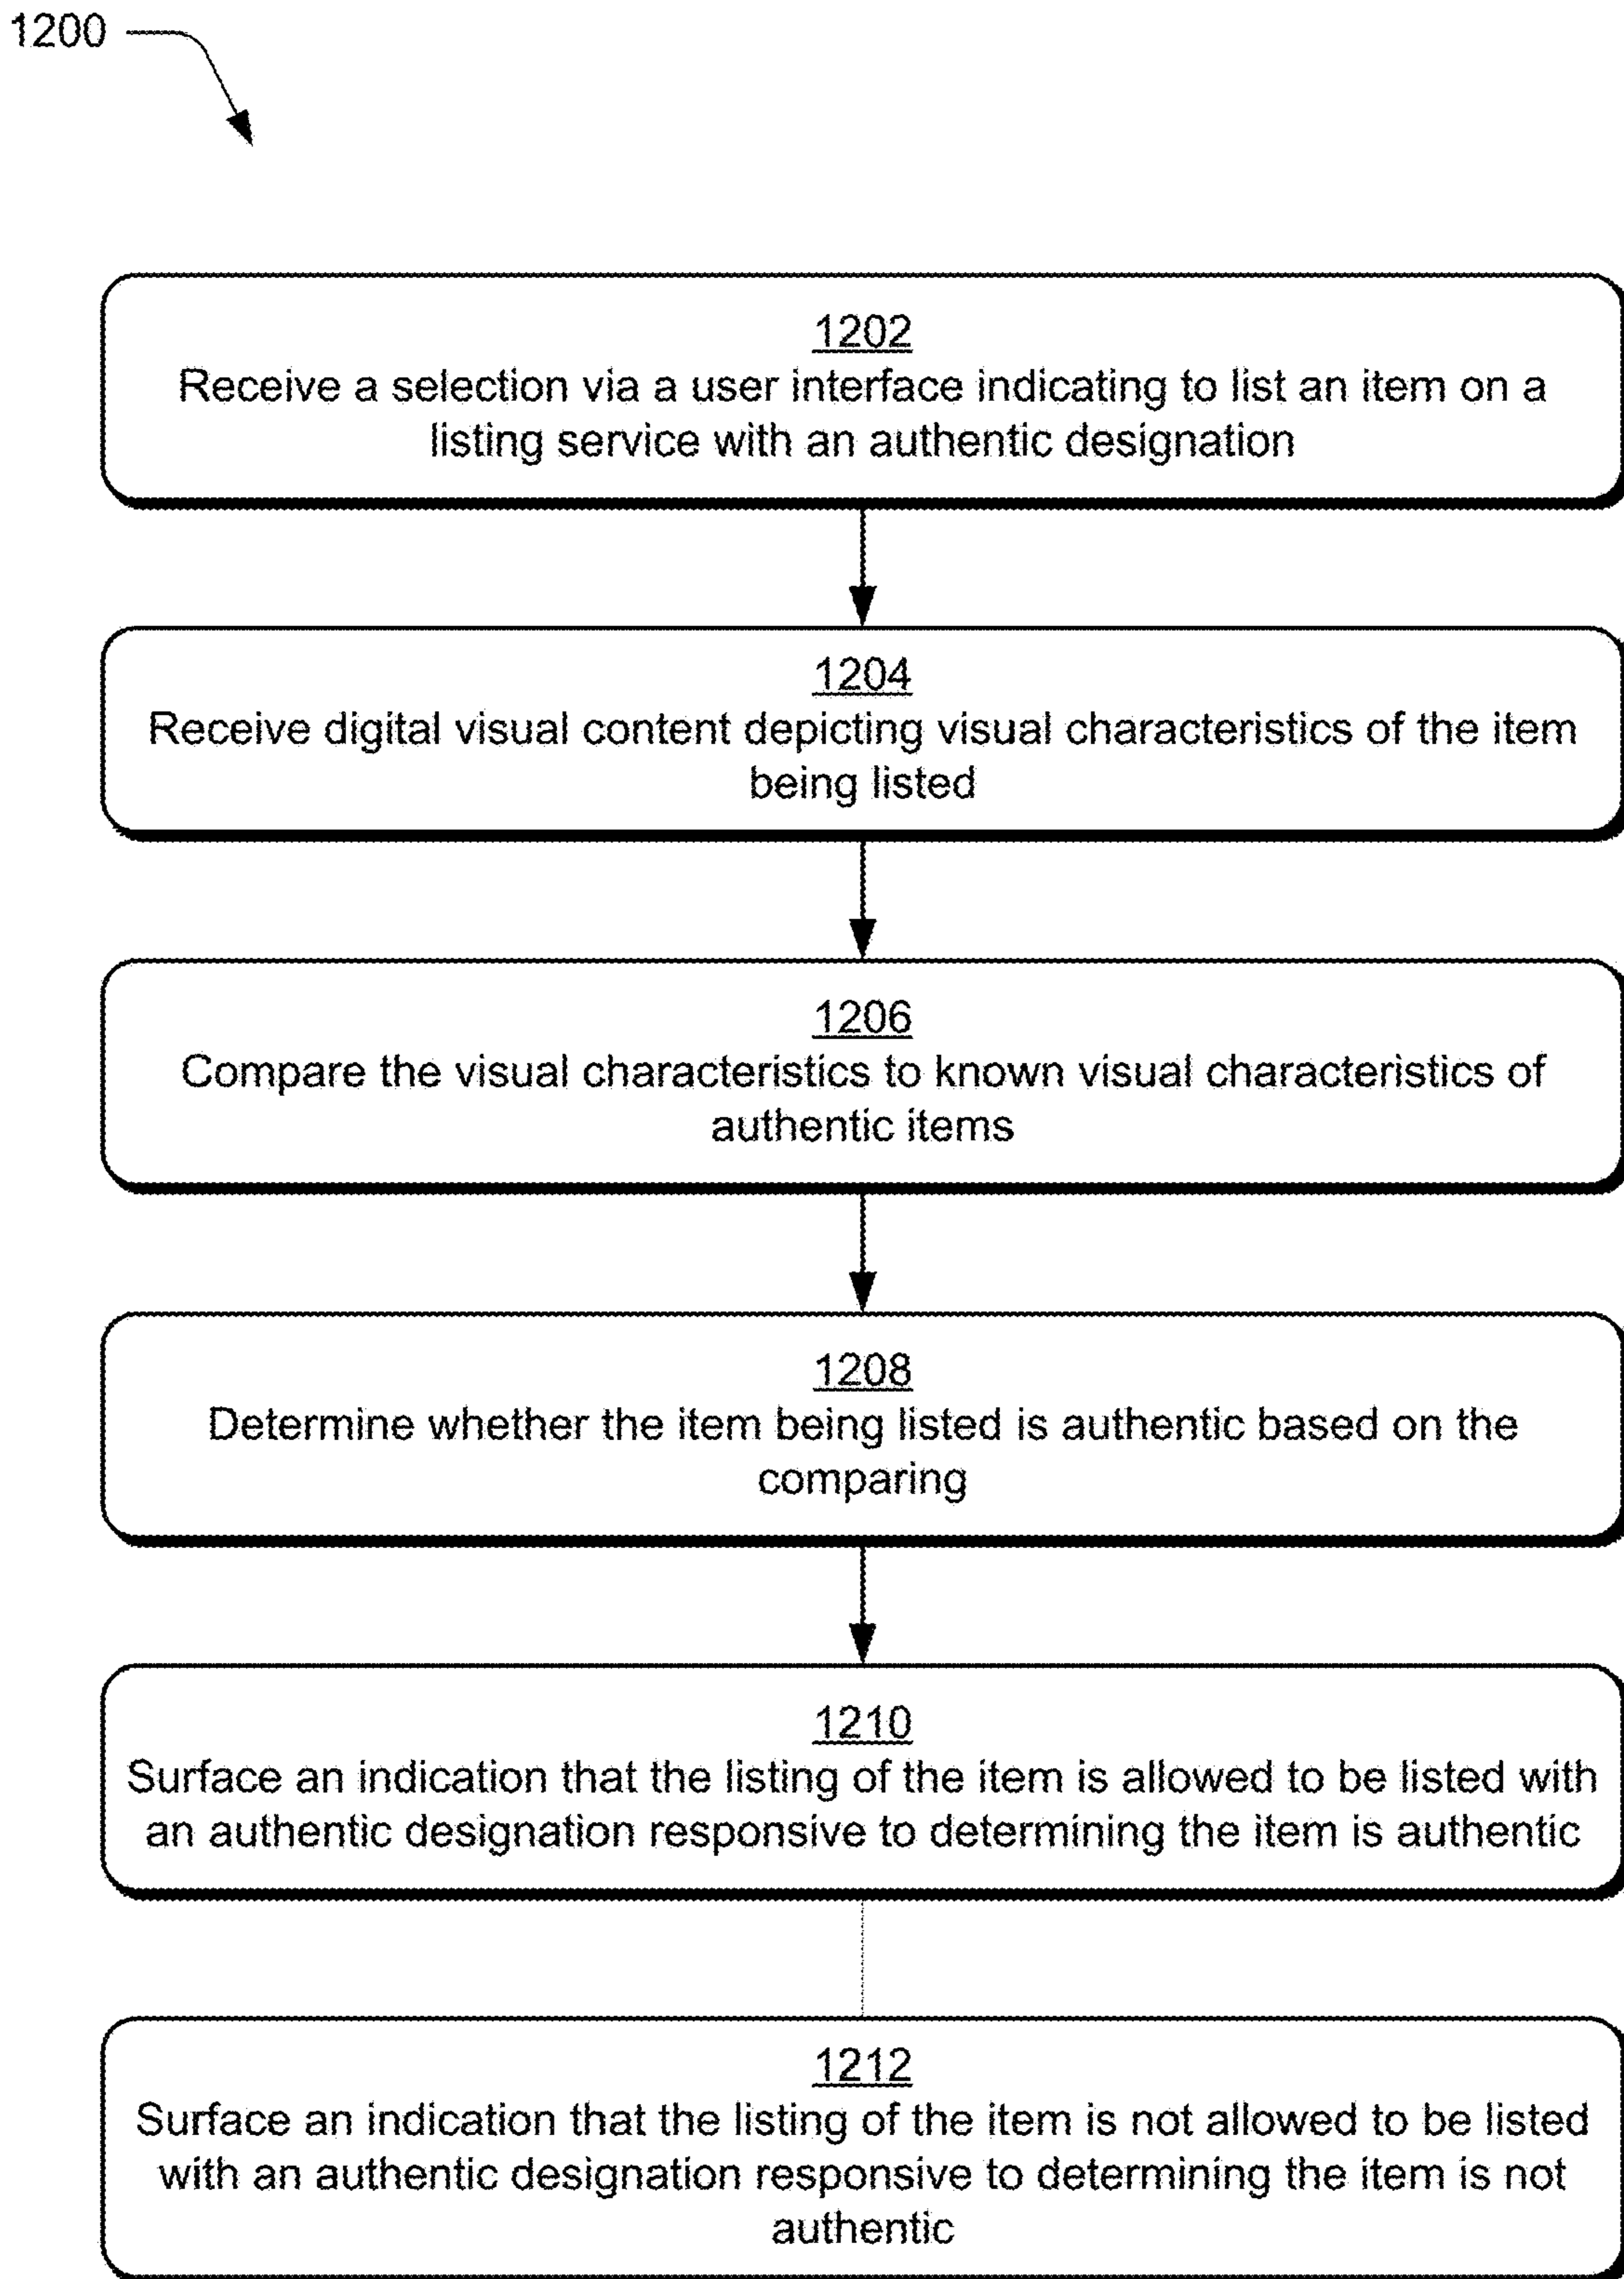 1200
1202
Receive a selection via a user interface indicating to list an item on a
listing service with an authentic designation
1204
Receive digital visual content depicting visual characteristics of the item
being listed
1206
Compare the visual characteristics to known visual characteristics of
authentic items
1208
Determine whether the item being listed is authentic based on the
comparing
1210
Surface an indication that the listing of the item is allowed to be listed with
an authentic designation responsive to determining the item is authentic
1212
Surface an indication that the listing of the item is not allowed to be listed
with an authentic designation responsive to determining the item is not
authentic